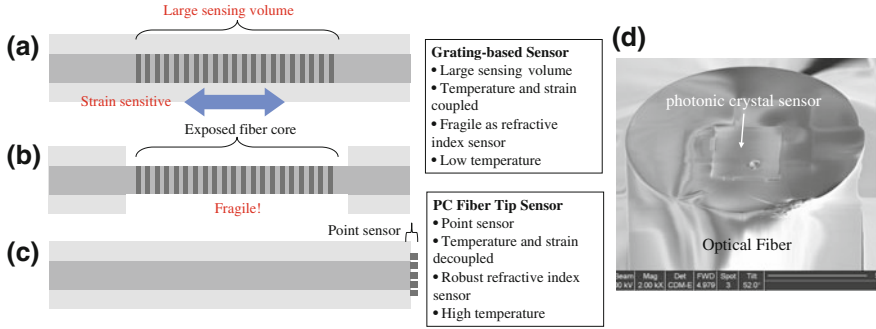 Large sensing volume
(a)
Strain sensitive
Exposed fiber core
(b)
Fragile!
Point sensor
(c)
Grating-based Sensor
• Large sensing volume
• Temperature and strain
coupled
• Fragile as refractive
index sensor
• Low temperature
PC Fiber Tip Sensor
• Point sensor
• Temperature and strain
decoupled
• Robust refractive index
sensor
• High temperature
(d)
photonic crystal sensor
Optical Fiber
Beam Mag Det FWD Spot Tilt
kV 2.00 kX CDM-E 4.979 3 52.0°